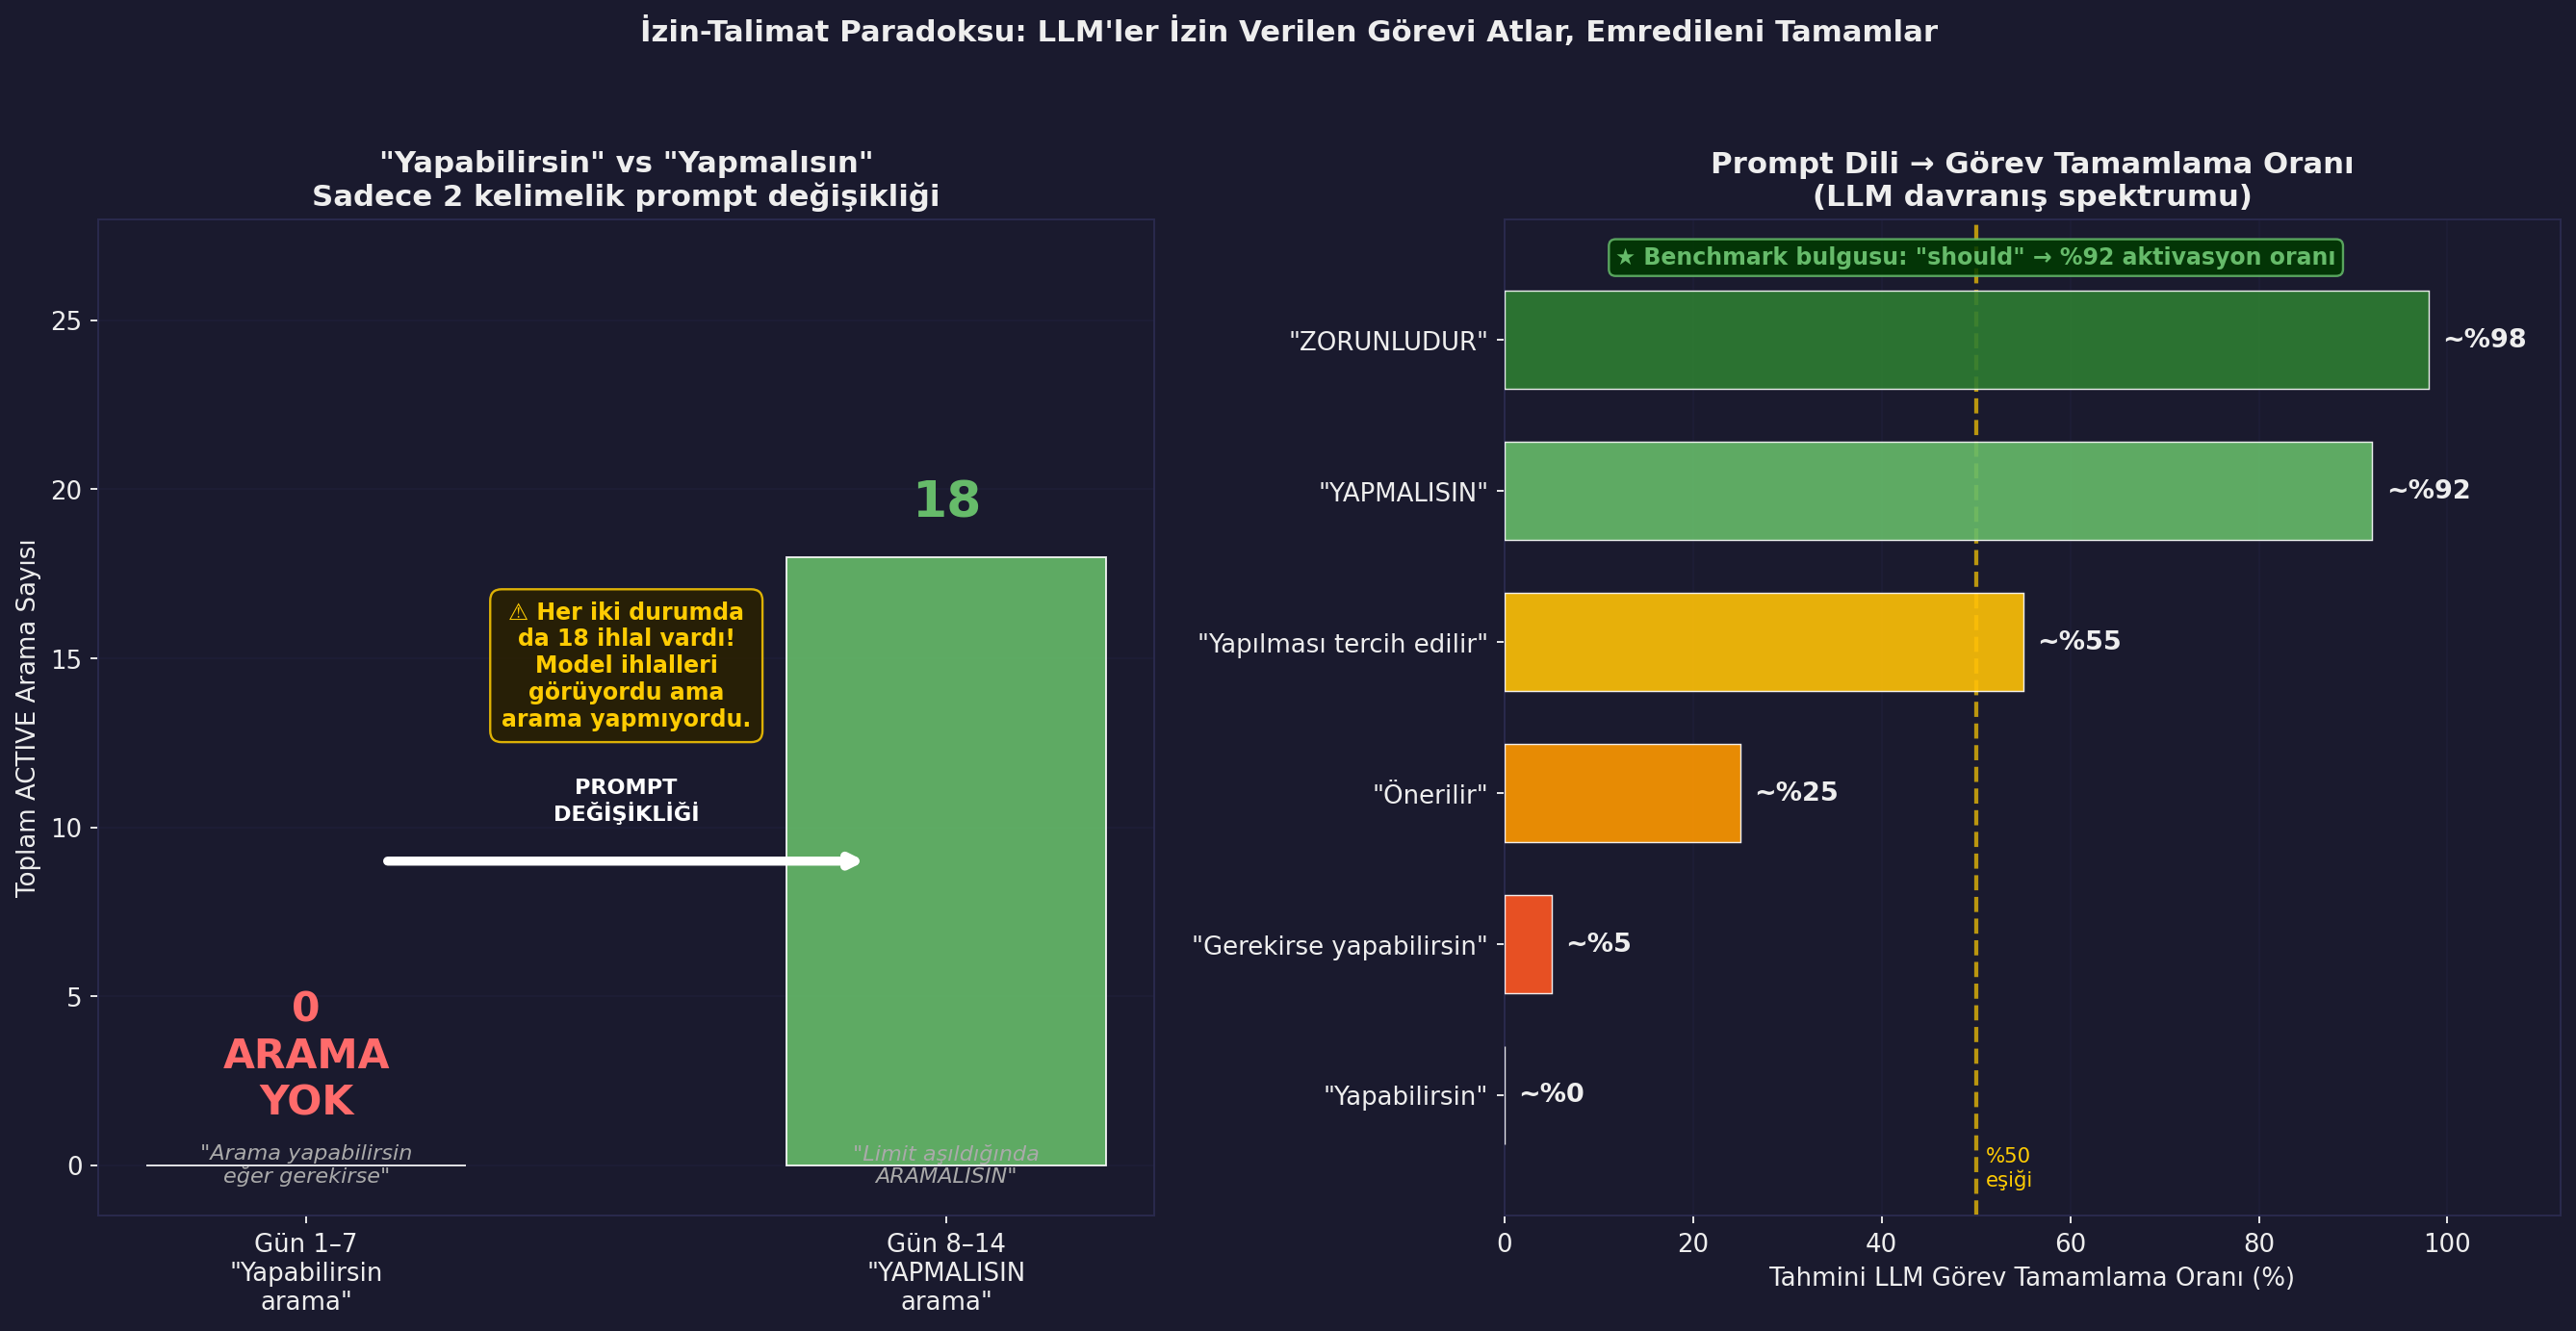 İzin-Talimat Paradoksu: LLM'ler İzin Verilen Görevi Atlar, Emredileni Tamamlar
"Yapabilirsin" vs "Yapmalısın"
Sadece 2 kelimelik prompt değişikliği
Toplam ACTIVE Arama Sayısı
25
20
15
10
5
0
18
⚠ Her iki durumda
da 18 ihlal vardı!
Model ihlalleri
görüyordu ama
arama yapmıyordu.
PROMPT
DEĞİŞİKLİĞİ
0
ARAMA
YOK
"Arama yapabilirsin
eğer gerekirse"
"Limit aşıldığında
ARAMALISIN"
Gün 1–7
"Yapabilirsin
arama"
Gün 8–14
"YAPMALISIN
arama"
Prompt Dili → Görev Tamamlama Oranı
(LLM davranış spektrumu)
★ Benchmark bulgusu: "should" → %92 aktivasyon oranı
"ZORUNLUDUR"
~%98
"YAPMALISIN"
~%92
"Yapılması tercih edilir"
~%55
"Önerilir"
~%25
"Gerekirse yapabilirsin"
~%5
"Yapabilirsin"
~%0
%50
eşiği
0
20
40
60
80
100
Tahmini LLM Görev Tamamlama Oranı (%)